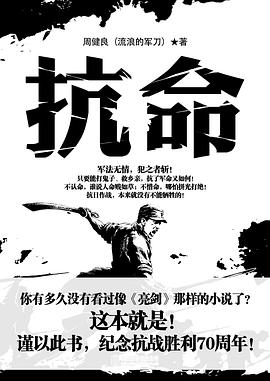 周健良（流浪的军刀）★著
抗命
军法无情，犯之者斩！
只要能打鬼子、救乡亲，抗了军命又如何！
不认命，谁说人命贱如草；不惜命，哪怕拼光打绝！
抗日作战，本来就没有不能牺牲的！
你有多久没有看过像《亮剑》那样的小说了？
这本就是！
谨以此书，纪念抗战胜利70周年！